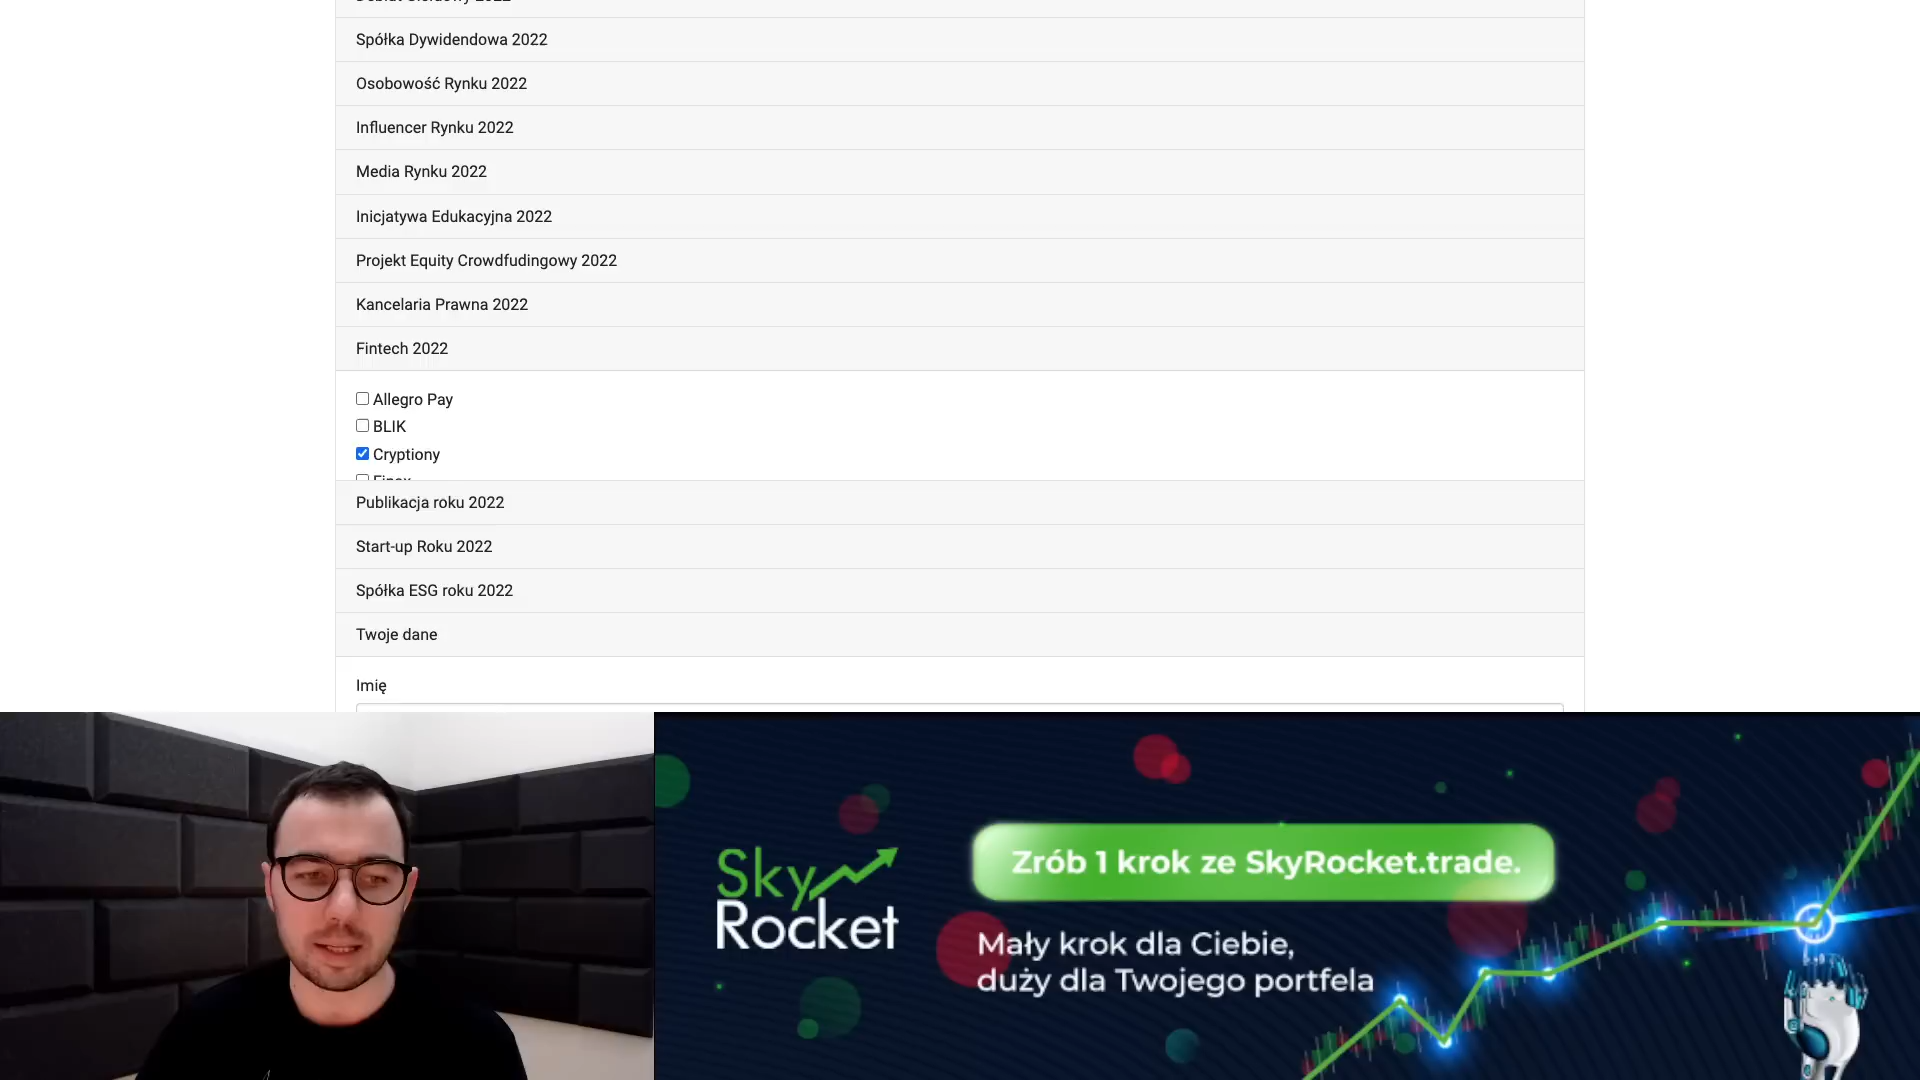 Spółka Dywidendowa 2022
Osobowość Rynku 2022
Influencer Rynku 2022
Media Rynku 2022
Inicjatywa Edukacyjna 2022
Projekt Equity Crowdfudingowy 2022
Kancelaria Prawna 2022
Fintech 2022
Allegro Pay
BLIK
Cryptiony
Publikacja roku 2022
Start-up Roku 2022
Spółka ESG roku 2022
Twoje dane
Imię
Sky
Rocket
Zrób 1 krok ze SkyRocket.trade.
Mały krok dla Ciebie,
duży dla Twojego portfela